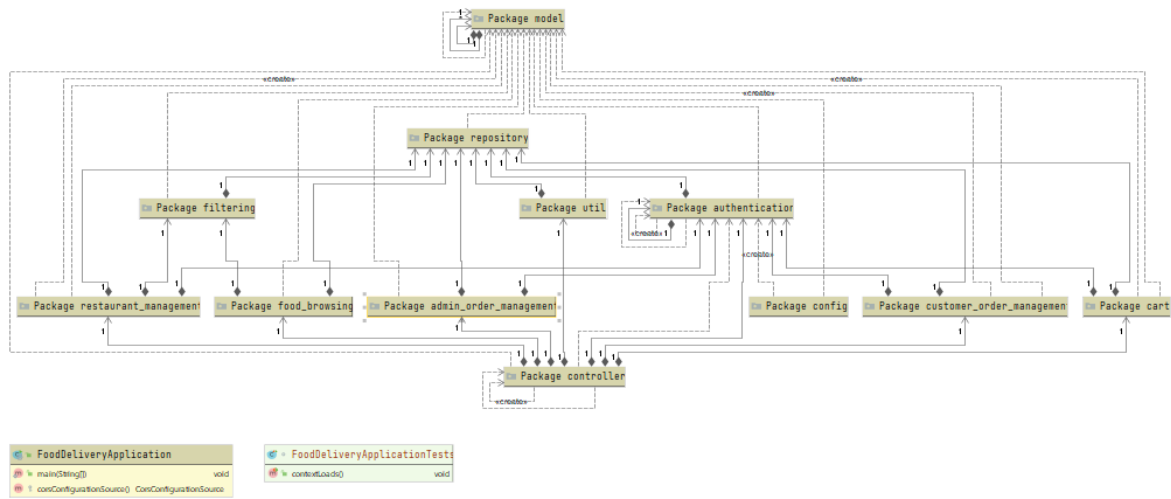 Package model
«create»
«create»
«create»
Package repository
Package filtering
Package util
Package authentication
«create»
«create»
Package restaurant_management
Package food_browsing
Package admin_order_management
Package config
Package customer_order_management
Package cart
Package controller
«create»
FoodDeliveryApplication
main(String[]) void
corsConfigurationSource() CorsConfigurationSource
FoodDeliveryApplicationTests
contextLoads() void